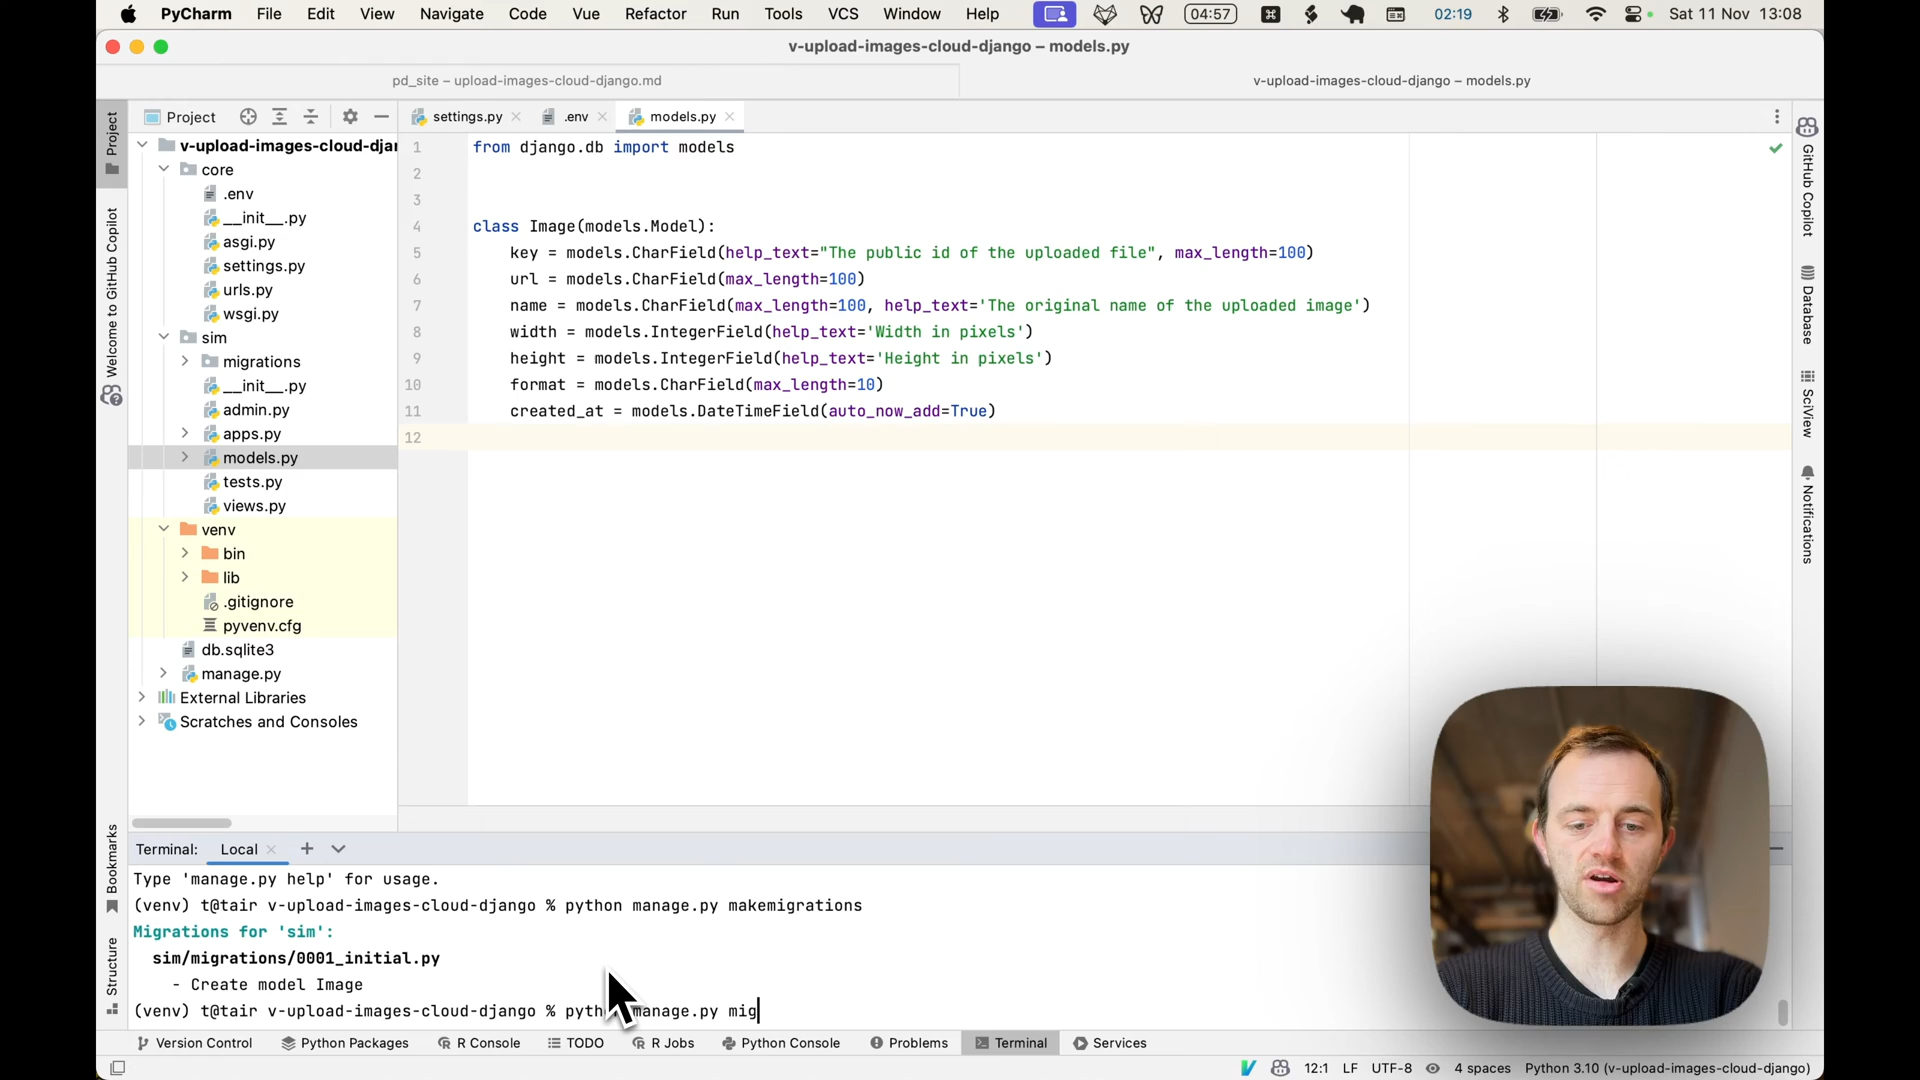 PyCharm File Edit View Navigate Code Vue Refactor Run Tools VCS Window Help 04:57 02:19 Sat 11 Nov 13:08
v-upload-images-cloud-django – models.py
pd_site – upload-images-cloud-django.md
v-upload-images-cloud-django – models.py
Project
settings.py
.env
models.py
v-upload-images-cloud-djar
core
.env
__init__.py
asgi.py
settings.py
urls.py
wsgi.py
sim
migrations
__init__.py
admin.py
apps.py
models.py
tests.py
views.py
venv
bin
lib
.gitignore
pyvenv.cfg
db.sqlite3
manage.py
External Libraries
Scratches and Consoles
1 from django.db import models
2
3
4 class Image(models.Model):
5 key = models.CharField(help_text="The public id of the uploaded file", max_length=100)
6 url = models.CharField(max_length=100)
7 name = models.CharField(max_length=100, help_text='The original name of the uploaded image')
8 width = models.IntegerField(help_text='Width in pixels')
9 height = models.IntegerField(help_text='Height in pixels')
10 format = models.CharField(max_length=10)
11 created_at = models.DateTimeField(auto_now_add=True)
12
Project
Welcome to GitHub Copilot
Bookmarks
Structure
GitHub Copilot
Database
SciView
Notifications
Terminal: Local
Type 'manage.py help' for usage.
(venv) t@tair v-upload-images-cloud-django % python manage.py makemigrations
Migrations for 'sim':
sim/migrations/0001_initial.py
- Create model Image
(venv) t@tair v-upload-images-cloud-django % python manage.py mig
Version Control Python Packages R Console TODO R Jobs Python Console Problems Terminal Services
12:1 LF UTF-8 4 spaces Python 3.10 (v-upload-images-cloud-django)